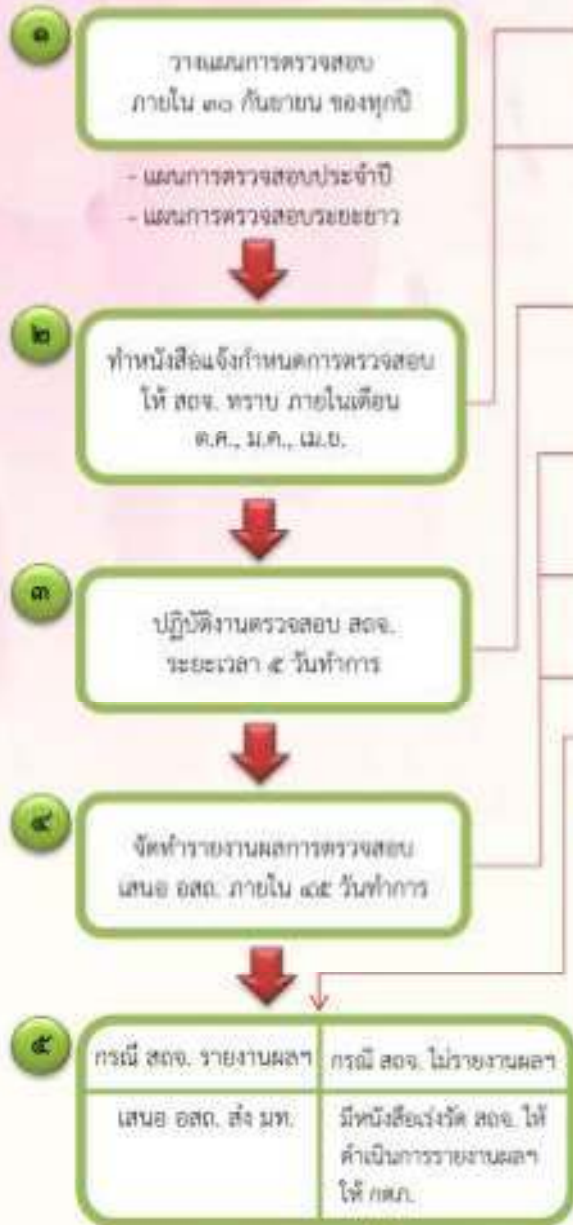 ๑
วางแผนการตรวจสอบ
ภายใน ๓๐ กันยายน ของทุกปี
- แผนการตรวจสอบประจำปี
- แผนการตรวจสอบระยะยาว
๒
ทำหนังสือแจ้งกำหนดการตรวจสอบ
ให้ สถจ. ทราบ ภายในเดือน
ต.ค., ม.ค., เม.ย.
๓
ปฏิบัติงานตรวจสอบ สถจ.
ระยะเวลา ๕ วันทำการ
๔
จัดทำรายงานผลการตรวจสอบ
เสนอ อสถ. ภายใน วันทำการ
๕
กรณี สถจ. รายงานผลฯ
กรณี สถจ. ไม่รายงานผลฯ
เสนอ อสถ. ส่ง มท.
มีหนังสือเร่งรัด สถจ. ให้
ดำเนินการรายงานผลฯ
ให้ กตภ.